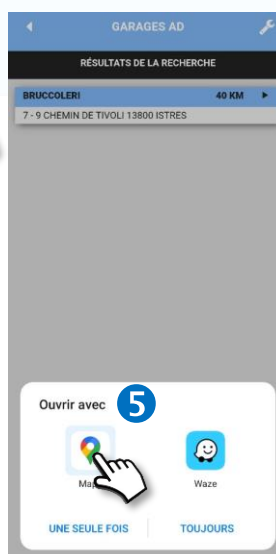 GARAGES AD
RÉSULTATS DE LA RECHERCHE
BRUCCOLERI 40 KM
7 - 9 CHEMIN DE TIVOLI 13800 ISTRES
Ouvrir avec 5
Waze
UNE SEULE FOIS TOUJOURS